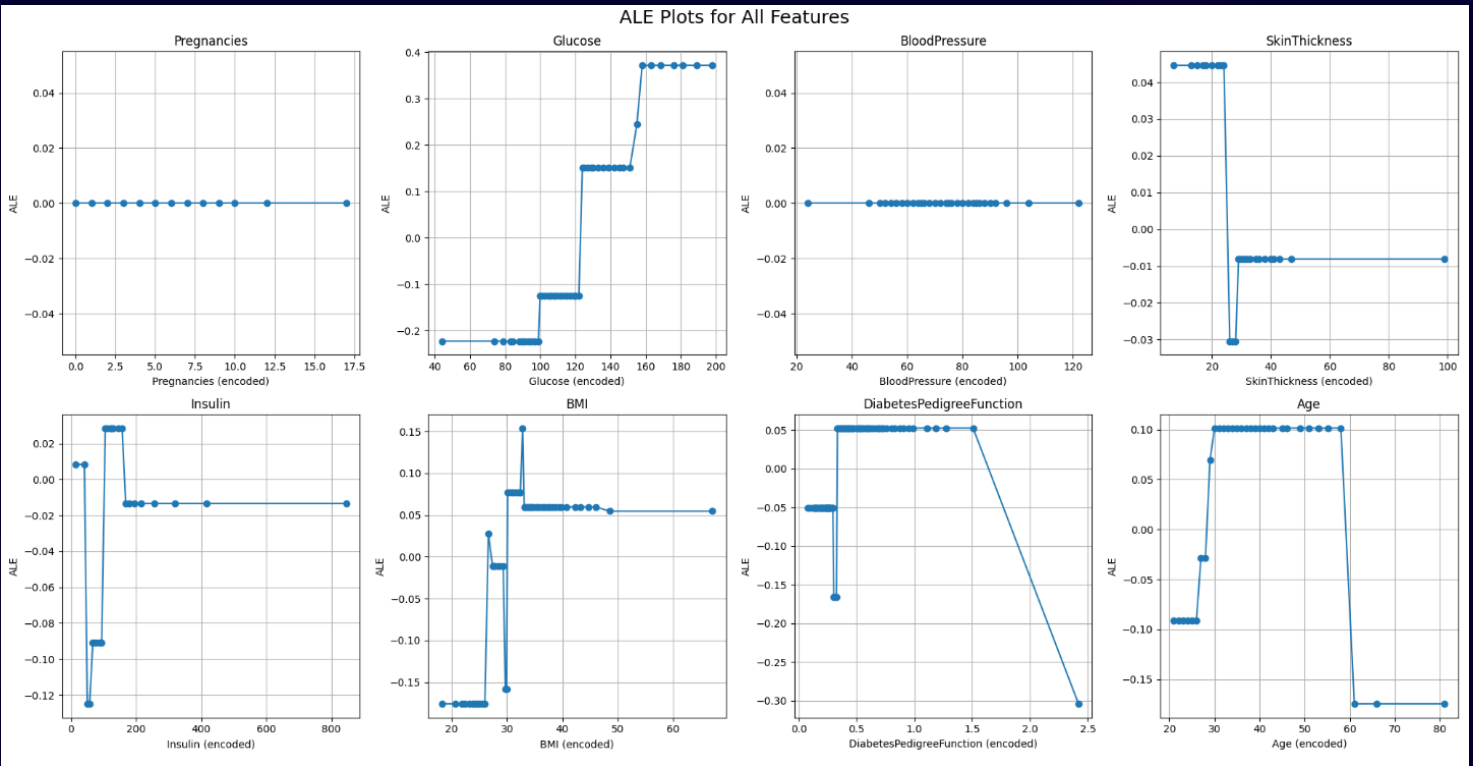 ALE Plots for All Features
Pregnancies
0.04
0.02
0.00
−0.02
−0.04
ALE
0.0 2.5 5.0 7.5 10.0 12.5 15.0 17.5
Pregnancies (encoded)
Glucose
0.4
0.3
0.2
0.1
0.0
−0.1
−0.2
ALE
40 60 80 100 120 140 160 180 200
Glucose (encoded)
BloodPressure
0.04
0.02
0.00
−0.02
−0.04
ALE
20 40 60 80 100 120
BloodPressure (encoded)
SkinThickness
0.04
0.03
0.02
0.01
0.00
−0.01
−0.02
−0.03
ALE
20 40 60 80 100
SkinThickness (encoded)
Insulin
0.02
0.00
−0.02
−0.04
−0.06
−0.08
−0.10
−0.12
ALE
0 200 400 600 800
Insulin (encoded)
BMI
0.15
0.10
0.05
0.00
−0.05
−0.10
−0.15
ALE
20 30 40 50 60
BMI (encoded)
DiabetesPedigreeFunction
0.05
0.00
−0.05
−0.10
−0.15
−0.20
−0.25
−0.30
ALE
0.0 0.5 1.0 1.5 2.0 2.5
DiabetesPedigreeFunction (encoded)
Age
0.10
0.05
0.00
−0.05
−0.10
−0.15
ALE
20 30 40 50 60 70 80
Age (encoded)